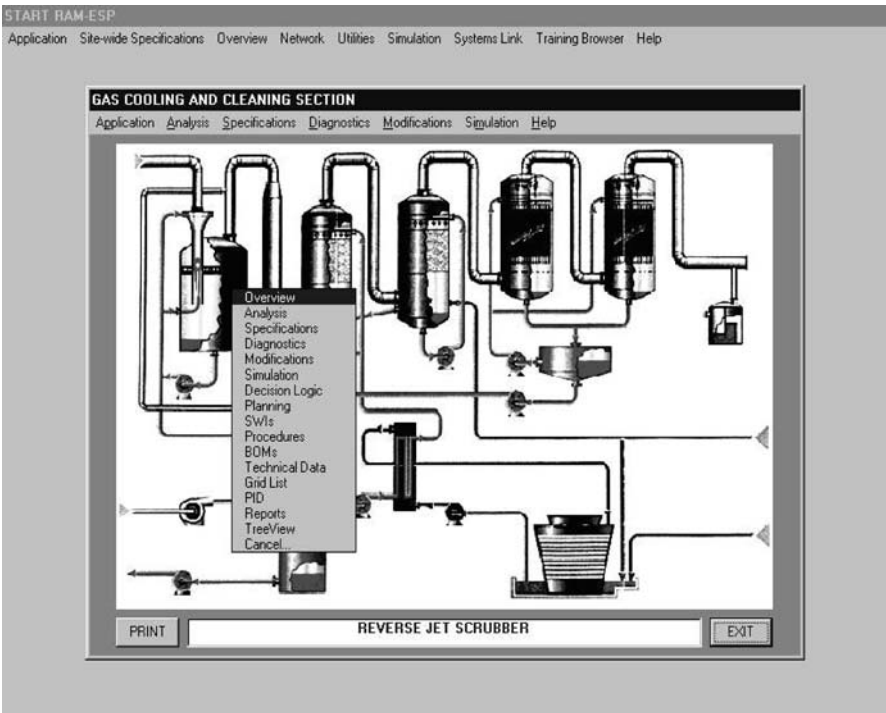 START RAM-ESP
Application Site-wide Specifications Overview Network Utilities Simulation Systems Link Training Browser Help
GAS COOLING AND CLEANING SECTION
Application Analysis Specifications Diagnostics Modifications Simulation Help
Overview
Analysis
Specifications
Diagnostics
Modifications
Simulation
Decision Logic
Planning
SWIs
Procedures
BOMs
Technical Data
Grid List
PID
Reports
TreeView
Cancel...
PRINT REVERSE JET SCRUBBER EXIT